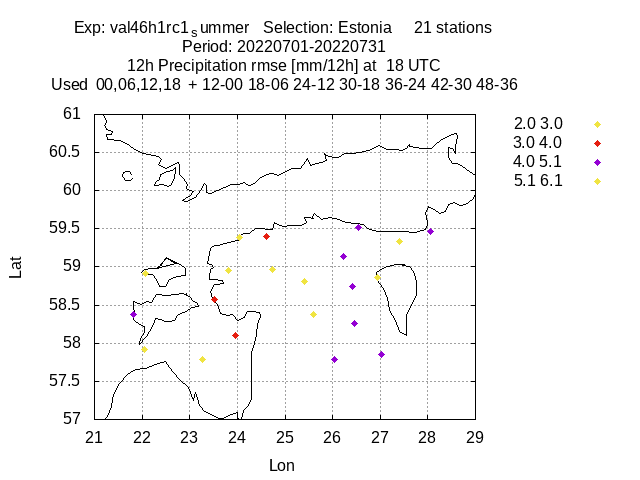 Exp: val46h1rc1summer Selection: Estonia 21 stations
Period: 20220701-20220731
12h Precipitation rmse [mm/12h] at 18 UTC
Used 00,06,12,18 + 12-00 18-06 24-12 30-18 36-24 42-30 48-36
2.0 3.0
3.0 4.0
4.0 5.1
5.1 6.1
61
60.5
60
59.5
59
58.5
58
57.5
57
Lat
21 22 23 24 25 26 27 28 29
Lon